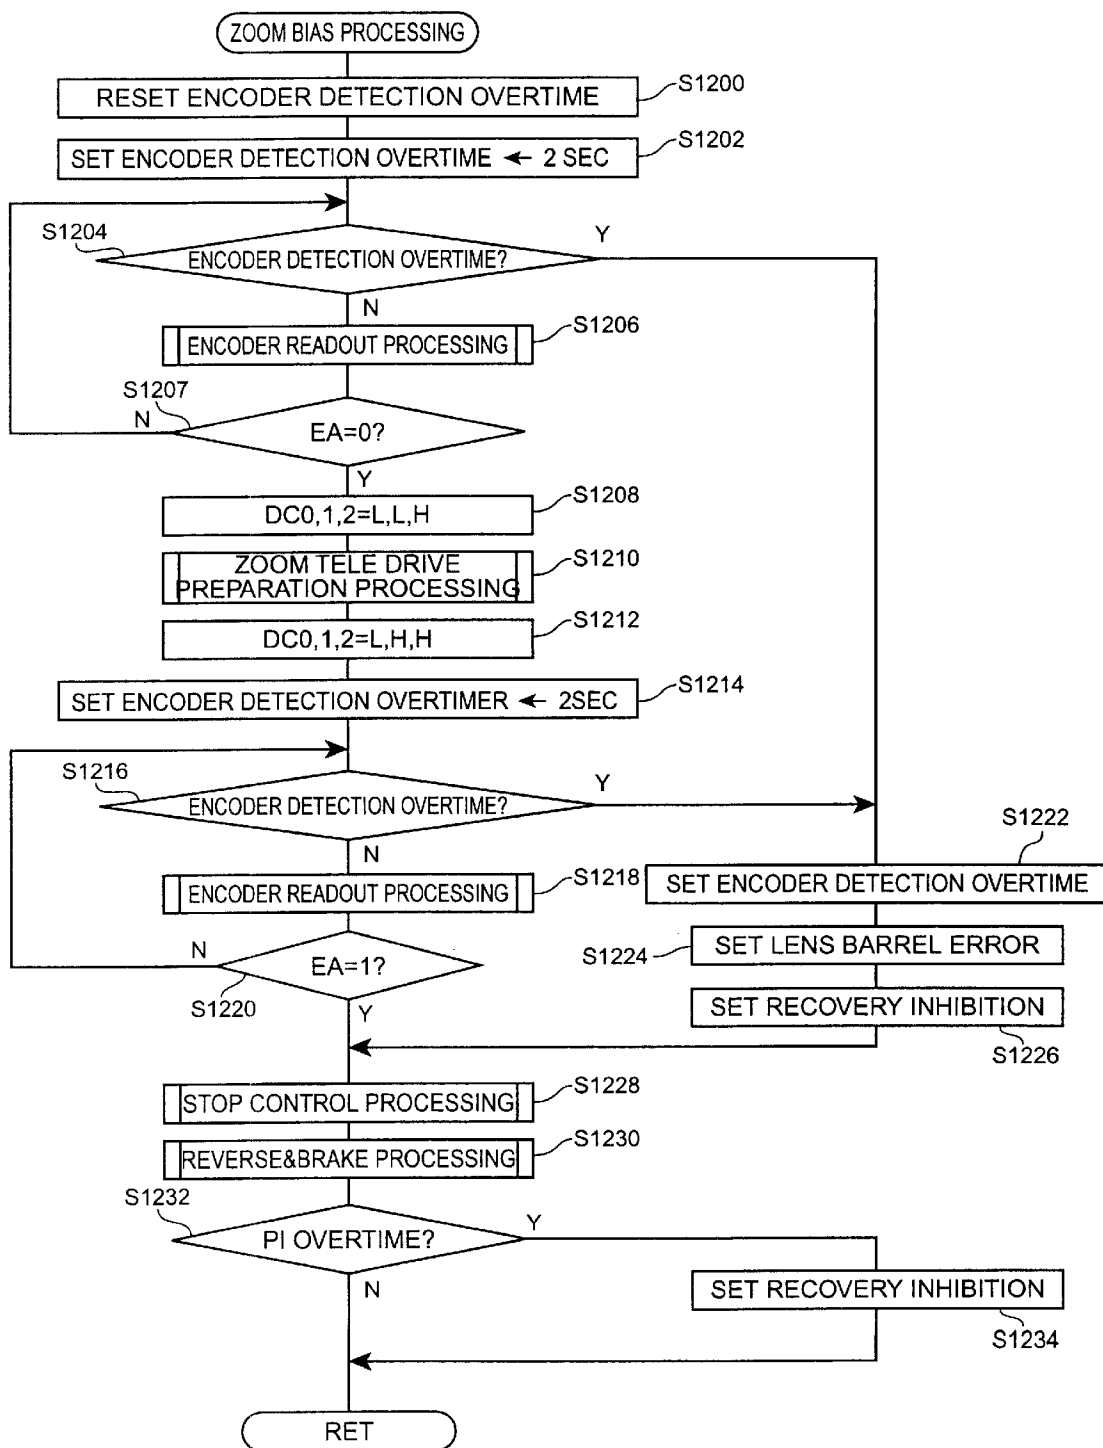 ZOOM BIAS PROCESSING
RESET ENCODER DETECTION OVERTIME
S1200
SET ENCODER DETECTION OVERTIME ← 2 SEC
S1202
S1204
ENCODER DETECTION OVERTIME?
Y
N
ENCODER READOUT PROCESSING
S1206
S1207
N
EA=0?
Y
DC0,1,2=L,L,H
S1208
ZOOM TELE DRIVE
PREPARATION PROCESSING
S1210
DC0,1,2=L,H,H
S1212
SET ENCODER DETECTION OVERTIMER ← 2SEC
S1214
S1216
ENCODER DETECTION OVERTIME?
Y
N
ENCODER READOUT PROCESSING
S1218
N
EA=1?
S1220
Y
S1222
SET ENCODER DETECTION OVERTIME
S1224
SET LENS BARREL ERROR
SET RECOVERY INHIBITION
S1226
STOP CONTROL PROCESSING
S1228
REVERSE&BRAKE PROCESSING
S1230
S1232
PI OVERTIME?
Y
N
SET RECOVERY INHIBITION
S1234
RET